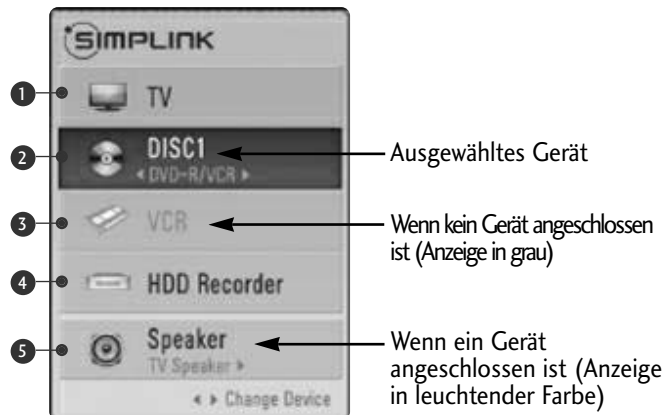 SIMPLINK
1 TV
2 DISC1
◂ DVD-R/VCR ▸
Ausgewähltes Gerät
3 VCR
Wenn kein Gerät angeschlossen
ist (Anzeige in grau)
4 HDD Recorder
5 Speaker
TV Speaker ▸
Wenn ein Gerät
angeschlossen ist (Anzeige
in leuchtender Farbe)
◂ ▸ Change Device